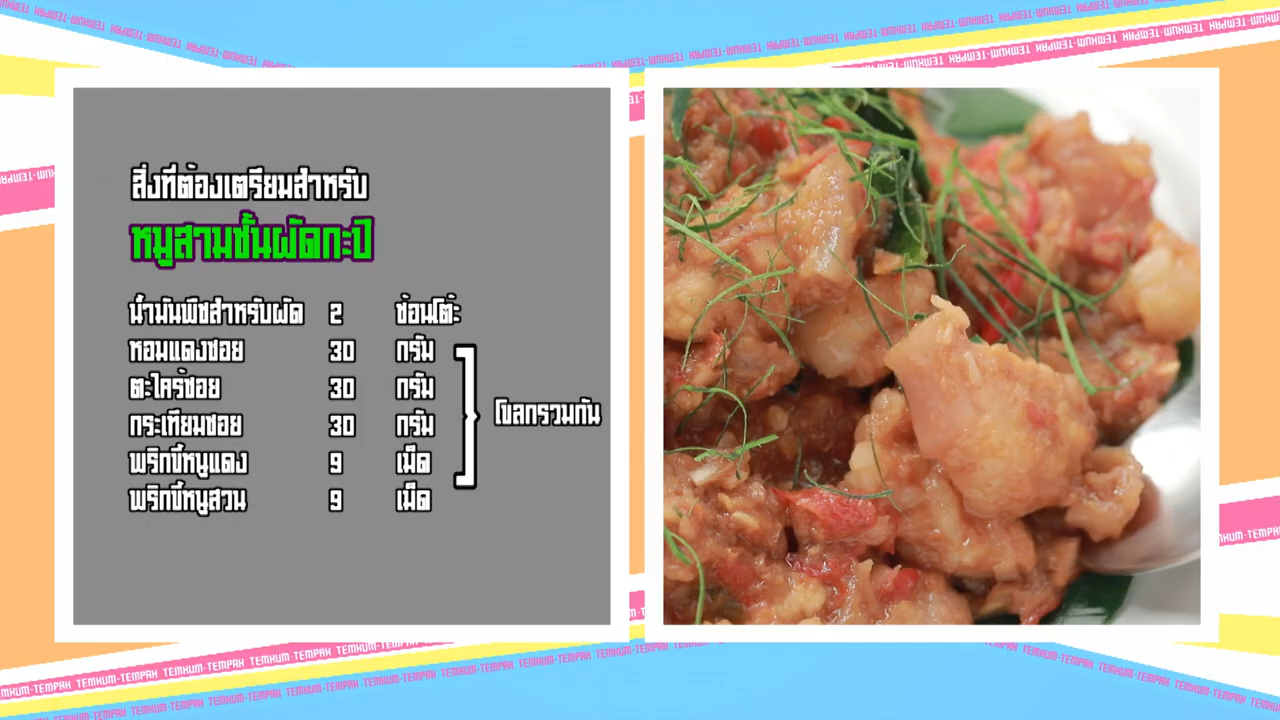 สิ่งที่ต้องเตรียมสำหรับ
หมูสามชั้นผัดกะปิ
น้ำมันพืชสำหรับผัด 2 ช้อนโต๊ะ
หอมแดงซอย 30 กรัม
ตะไคร้ซอย 30 กรัม
กระเทียมซอย 30 กรัม
พริกขี้หนูแดง 9 เม็ด
พริกขี้หนูสวน 9 เม็ด
โขลกรวมกัน
TEMHUM-TEMPAK